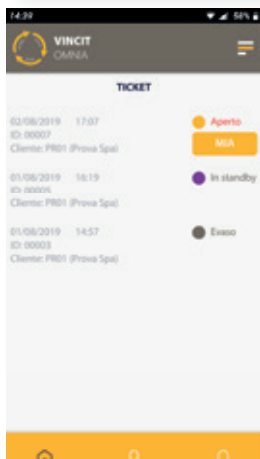 14:39
58%
VINCIT
OMNIA
TICKET
02/08/2019 17:07
Aperto
ID: 00007
MIA
Cliente: PR01 (Prova Spa)
01/08/2019 16:19
In standby
ID: 00005
Cliente: PR01 (Prova Spa)
01/08/2019 14:57
Evaso
ID: 00003
Cliente: PR01 (Prova Spa)